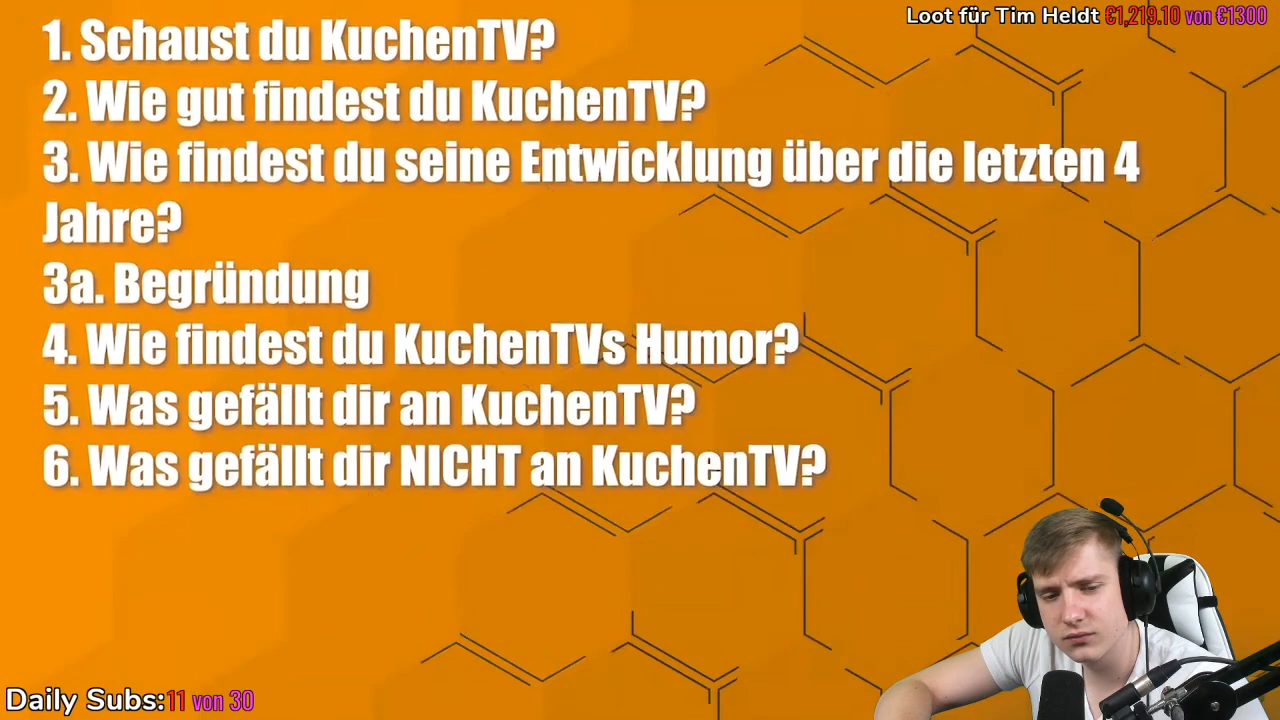 Loot für Tim Heldt €1,219.10 von €1300
1. Schaust du KuchenTV?
2. Wie gut findest du KuchenTV?
3. Wie findest du seine Entwicklung über die letzten 4
Jahre?
3a. Begründung
4. Wie findest du KuchenTVs Humor?
5. Was gefällt dir an KuchenTV?
6. Was gefällt dir NICHT an KuchenTV?
Daily Subs:11 von 30